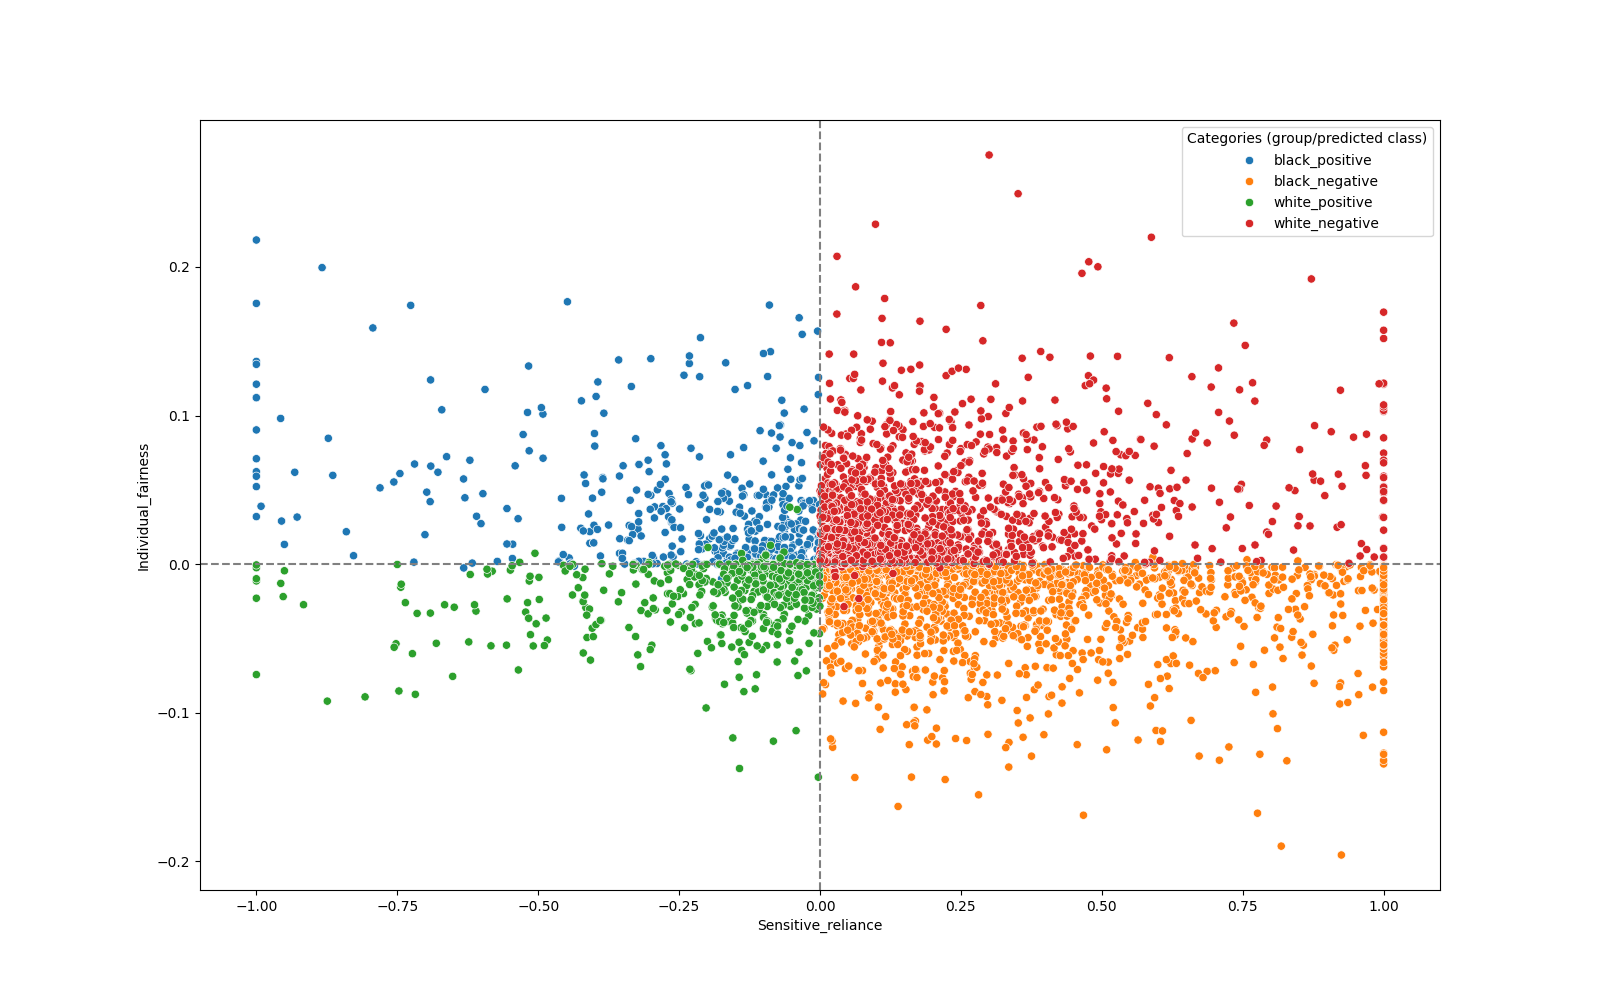 Categories (group/predicted class)
black_positive
black_negative
white_positive
white_negative
Individual_fairness
0.2
0.1
0.0
−0.1
−0.2
−1.00 −0.75 −0.50 −0.25 0.00 0.25 0.50 0.75 1.00
Sensitive_reliance